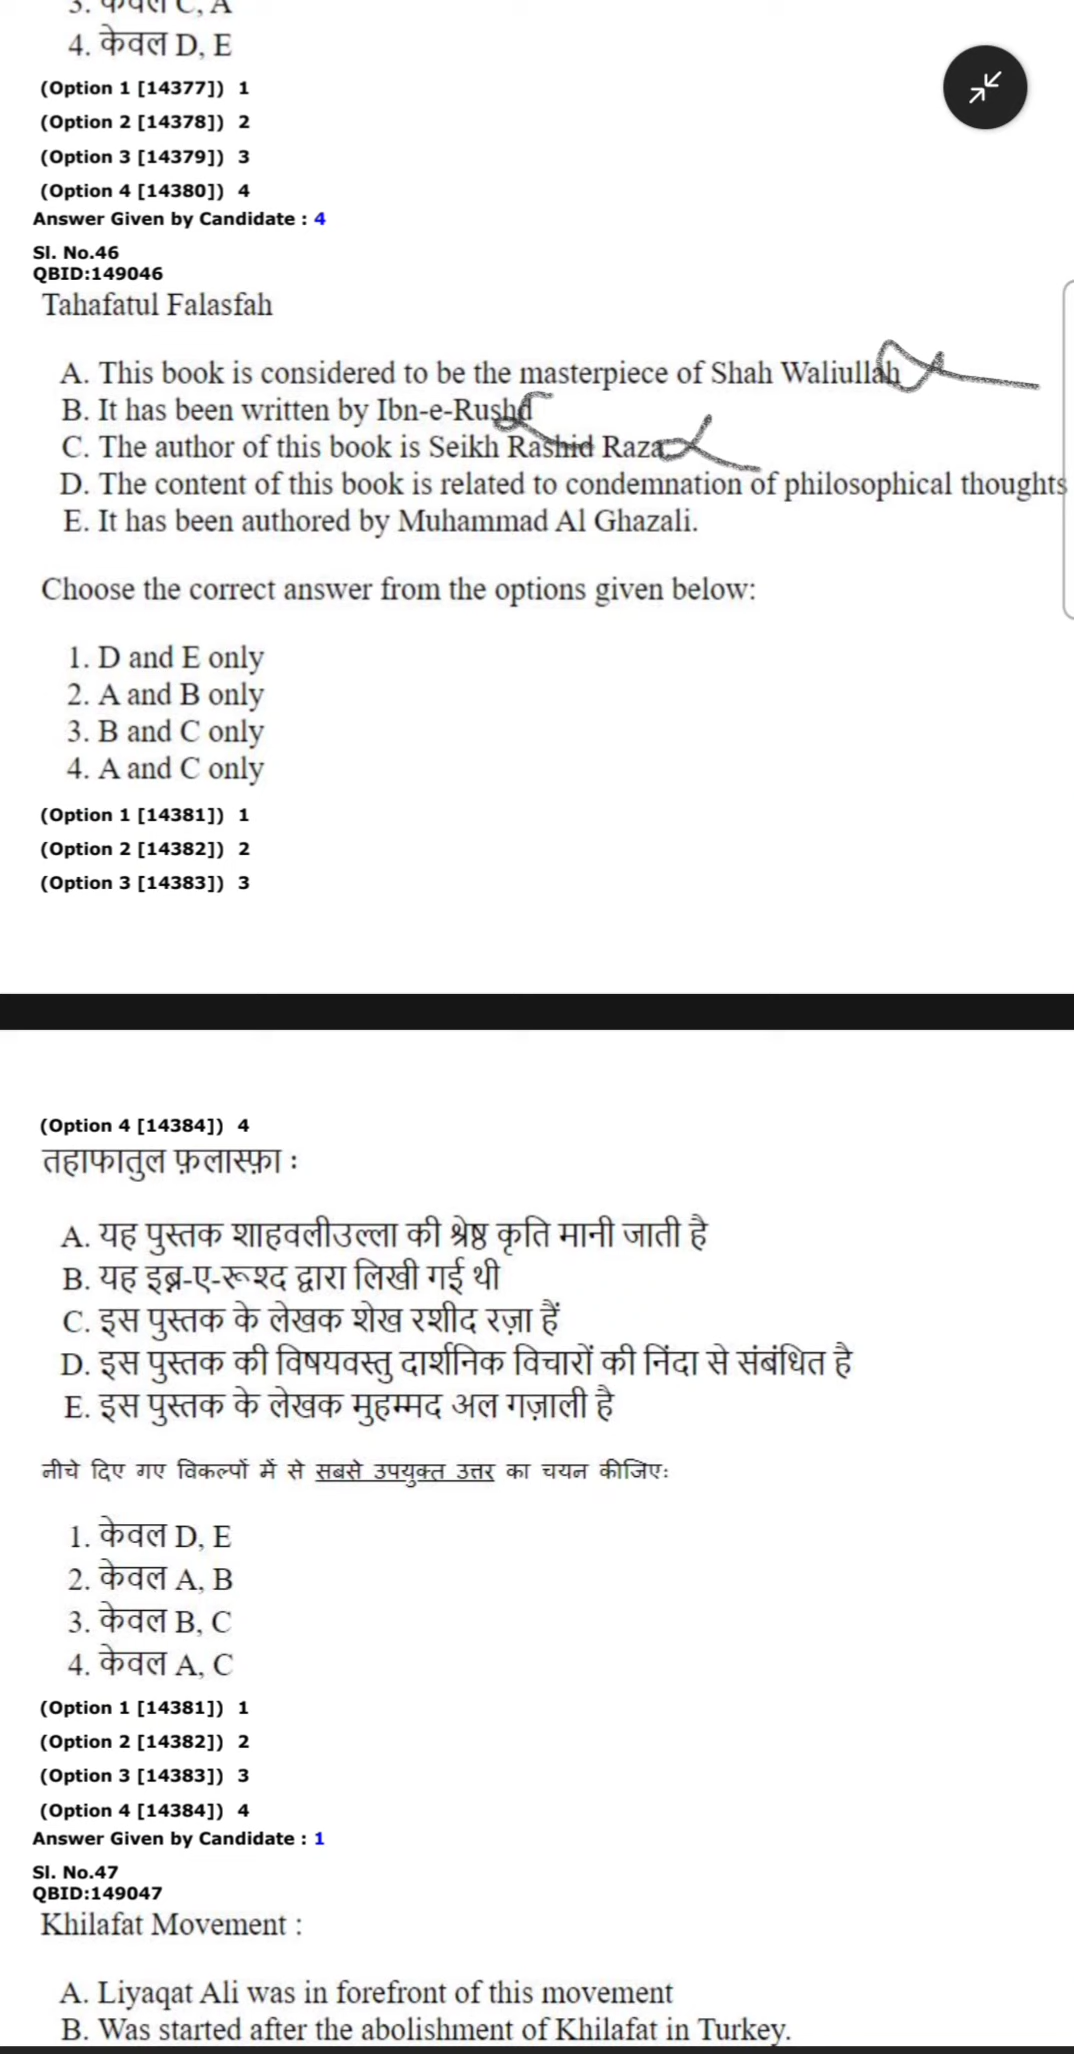 3. केवल C, A
4. केवल D, E
(Option 1 [14377]) 1
(Option 2 [14378]) 2
(Option 3 [14379]) 3
(Option 4 [14380]) 4
Answer Given by Candidate : 4
Sl. No.46
QBID:149046
Tahafatul Falasfah
A. This book is considered to be the masterpiece of Shah Waliullah
B. It has been written by Ibn-e-Rushd
C. The author of this book is Seikh Rashid Raza
D. The content of this book is related to condemnation of philosophical thoughts
E. It has been authored by Muhammad Al Ghazali.
Choose the correct answer from the options given below:
1. D and E only
2. A and B only
3. B and C only
4. A and C only
(Option 1 [14381]) 1
(Option 2 [14382]) 2
(Option 3 [14383]) 3
(Option 4 [14384]) 4
तहाफातुल फ़लास्फ़ा :
A. यह पुस्तक शाहवलीउल्ला की श्रेष्ठ कृति मानी जाती है
B. यह इब्न-ए-रूश्द द्वारा लिखी गई थी
C. इस पुस्तक के लेखक शेख रशीद रज़ा हैं
D. इस पुस्तक की विषयवस्तु दार्शनिक विचारों की निंदा से संबंधित है
E. इस पुस्तक के लेखक मुहम्मद अल गज़ाली है
नीचे दिए गए विकल्पों में से सबसे उपयुक्त उत्तर का चयन कीजिए:
1. केवल D, E
2. केवल A, B
3. केवल B, C
4. केवल A, C
(Option 1 [14381]) 1
(Option 2 [14382]) 2
(Option 3 [14383]) 3
(Option 4 [14384]) 4
Answer Given by Candidate : 1
Sl. No.47
QBID:149047
Khilafat Movement :
A. Liyaqat Ali was in forefront of this movement
B. Was started after the abolishment of Khilafat in Turkey.